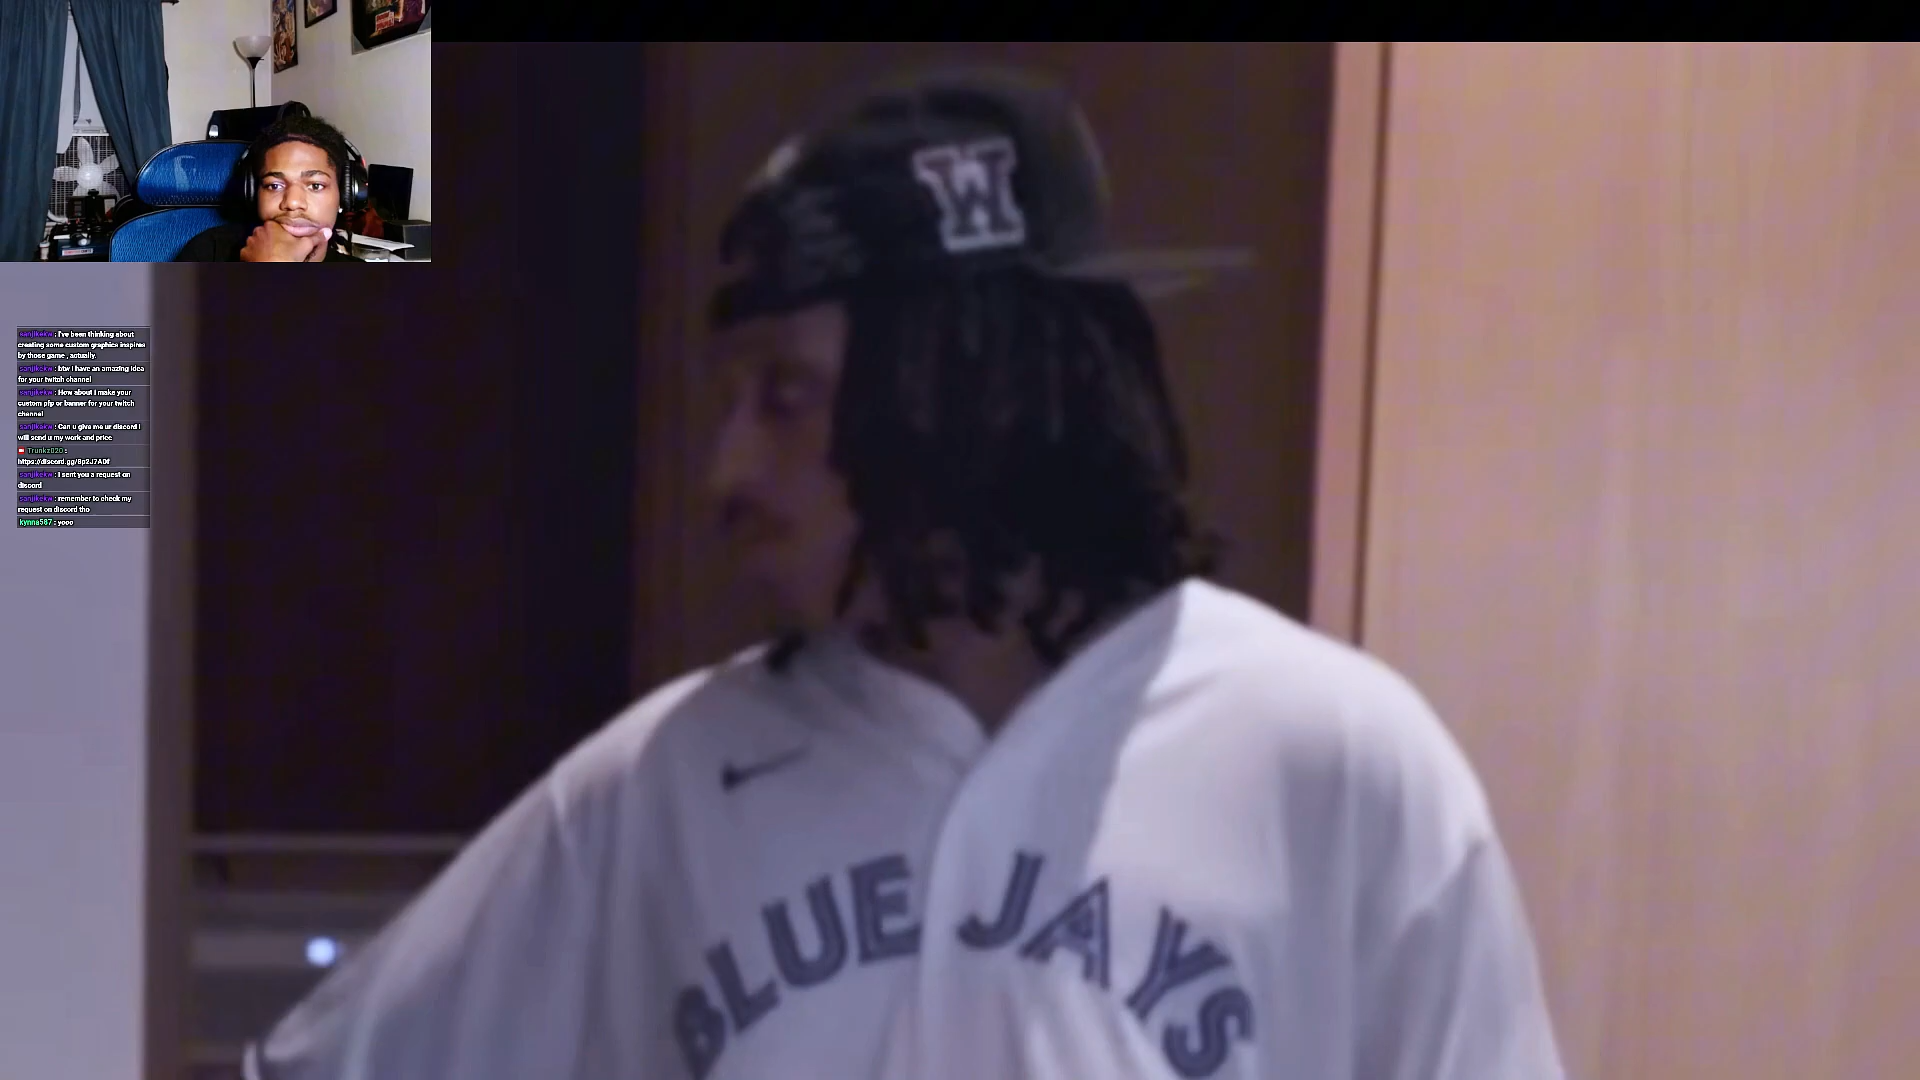 W
BLUE JAYS
sanjikekw : I've been thinking about
creating some custom graphics inspires
by those game , actually.
sanjikekw : btw i have an amazing idea
for your twitch channel
sanjikekw : How about i make your
custom pfp or banner for your twitch
channel
sanjikekw : Can u give me ur discord i
will send u my work and price
Trunkz020 :
sanjikekw : I sent you a request on
discord
sanjikekw : remember to check my
request on discord tho
kynna587 : yooo